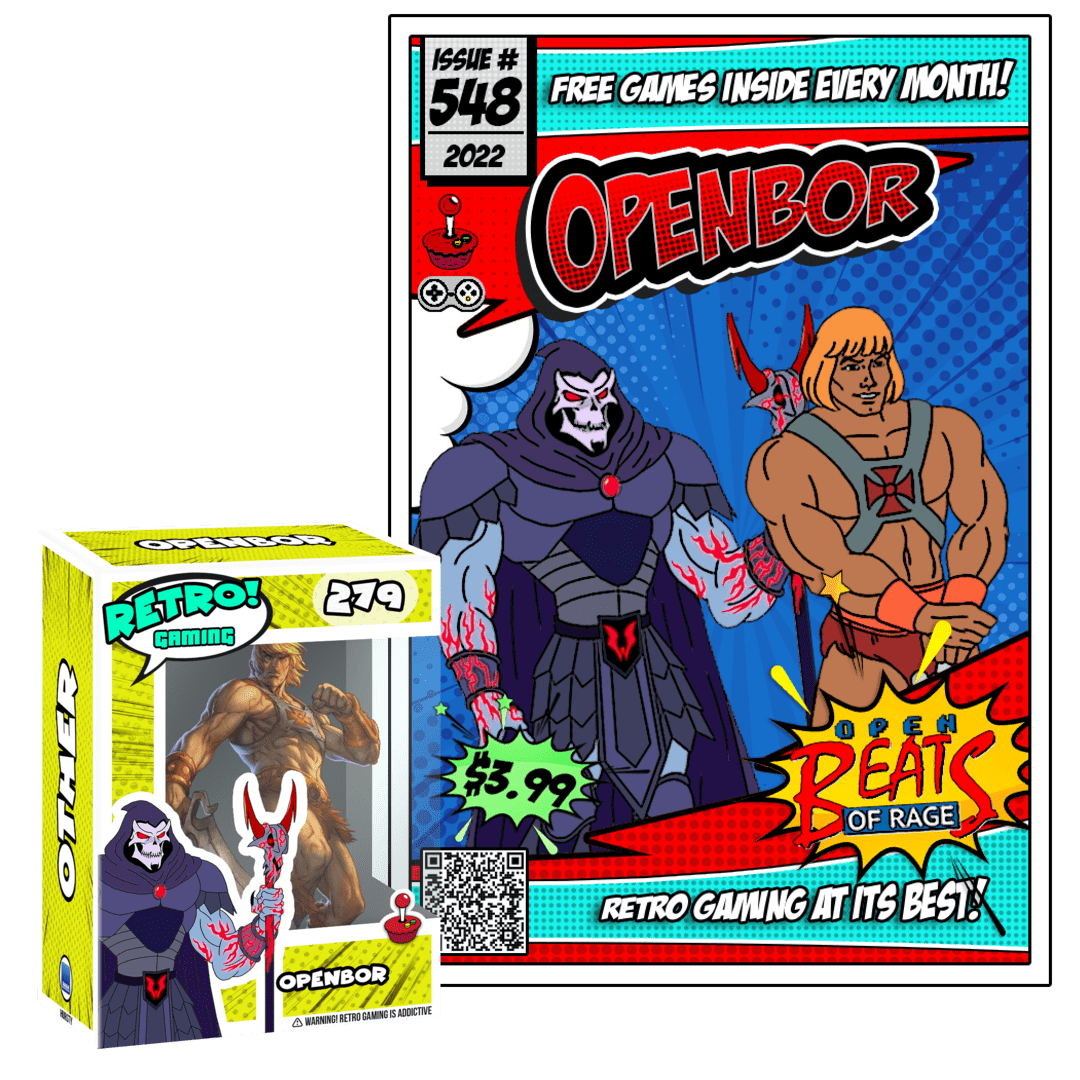 ISSUE #
548
2022
FREE GAMES INSIDE EVERY MONTH!
OPENBOR
$3.99
OPEN
BEATS
OF RAGE
RETRO GAMING AT ITS BEST!
OPENBOR
RETRO!
GAMING
279
OTHER
OPENBOR
WARNING! RETRO GAMING IS ADDICTIVE